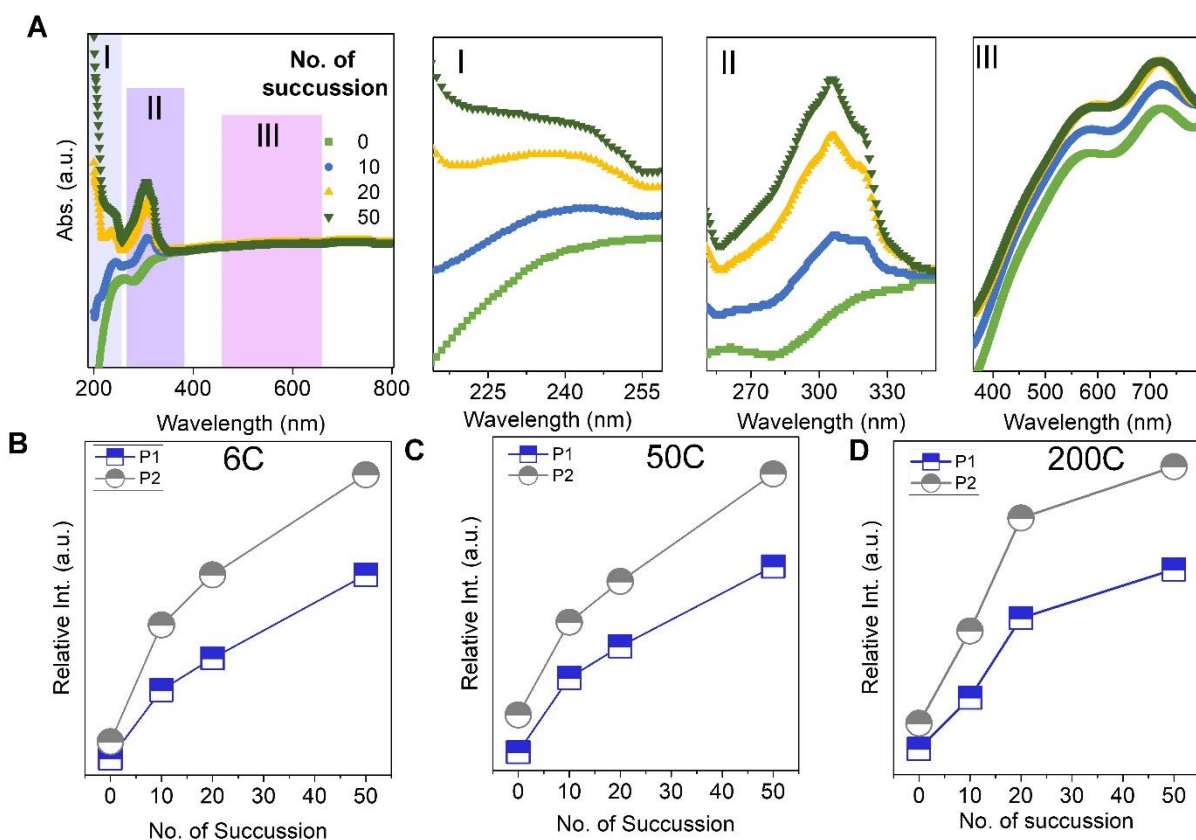 A
I
II
III
No. of
succussion
0
10
20
50
Abs. (a.u.)
200 400 600 800
Wavelength (nm)
I
225 240 255
Wavelength (nm)
II
270 300 330
Wavelength (nm)
III
400 500 600 700
Wavelength (nm)
B
P1
P2
6C
Relative Int. (a.u.)
0 10 20 30 40 50
No. of Succussion
C
P1
P2
50C
Relative Int. (a.u.)
0 10 20 30 40 50
No. of Succussion
D
P1
P2
200C
Relative Int. (a.u.)
0 10 20 30 40 50
No. of Succussion